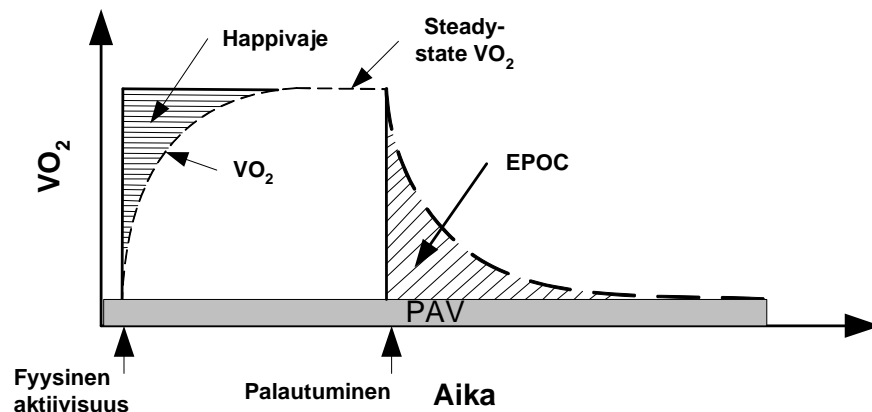 Happivaje
Steady-
state VO₂
VO₂
VO₂
EPOC
PAV
Fyysinen
aktiivisuus
Palautuminen
Aika